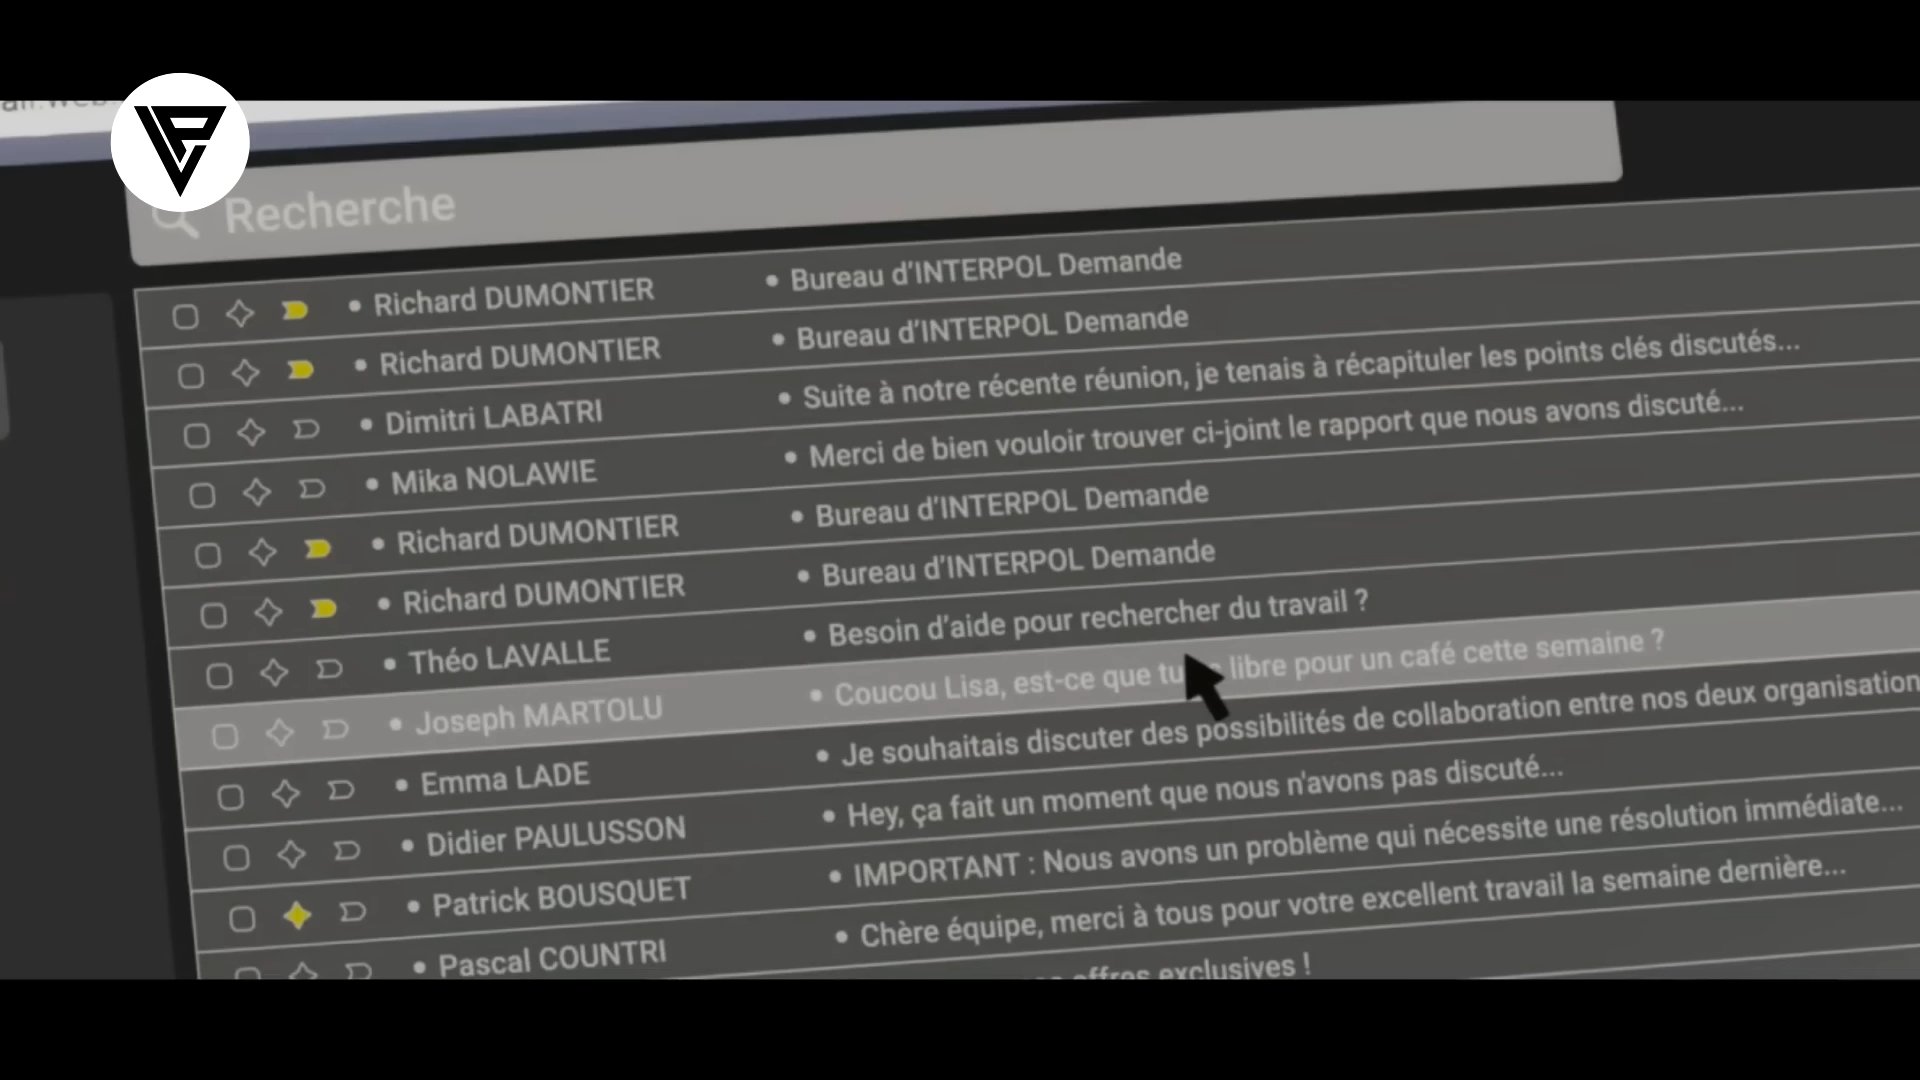 Recherche
Richard DUMONTIER • Bureau d'INTERPOL Demande
Richard DUMONTIER • Bureau d'INTERPOL Demande
Dimitri LABATRI • Suite à notre récente réunion, je tenais à récapituler les points clés discutés...
Mika NOLAWIE • Merci de bien vouloir trouver ci-joint le rapport que nous avons discuté...
Richard DUMONTIER • Bureau d'INTERPOL Demande
Richard DUMONTIER • Bureau d'INTERPOL Demande
Théo LAVALLE • Besoin d'aide pour rechercher du travail ?
Joseph MARTOLU • Coucou Lisa, est-ce que tu libre pour un café cette semaine ?
Emma LADE • Je souhaitais discuter des possibilités de collaboration entre nos deux organisation
Didier PAULUSSON • Hey, ça fait un moment que nous n'avons pas discuté...
Patrick BOUSQUET • IMPORTANT : Nous avons un problème qui nécessite une résolution immédiate...
Pascal COUNTRI • Chère équipe, merci à tous pour votre excellent travail la semaine dernière...
offres exclusives !